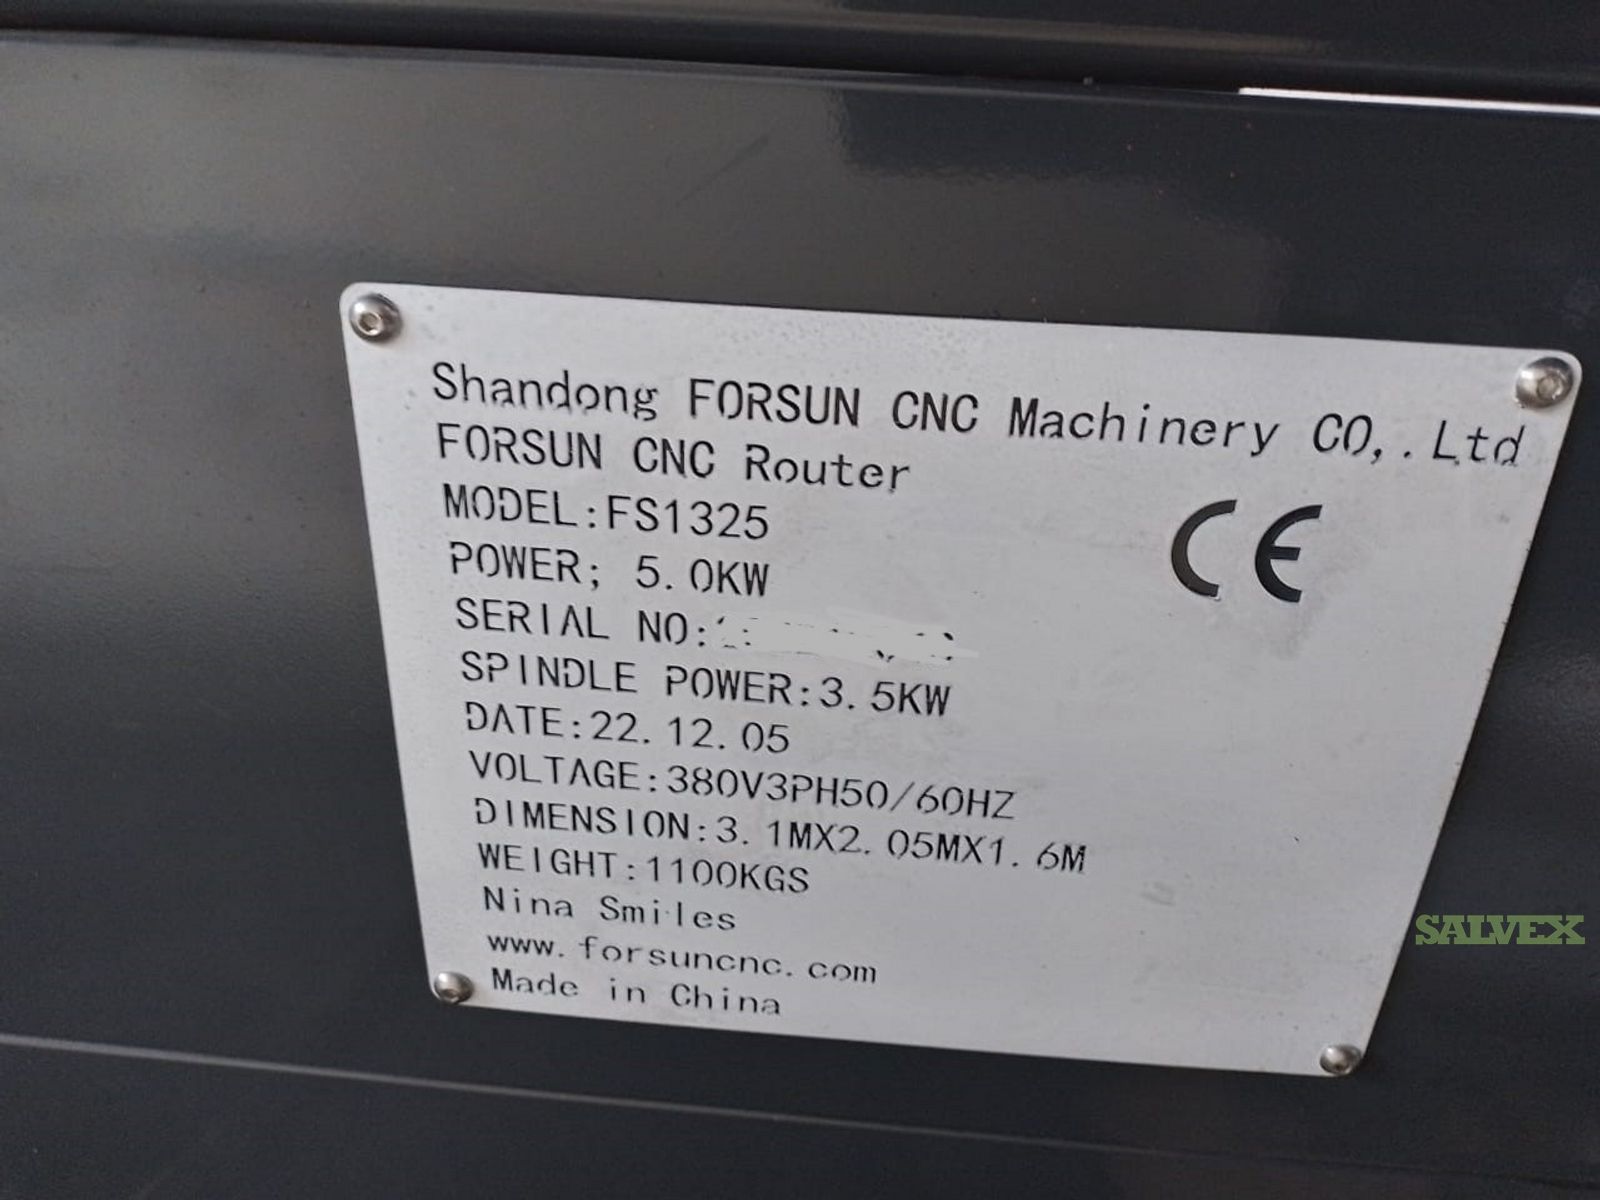 Shandong FORSUN CNC Machinery CO,.Ltd
FORSUN CNC Router
MODEL:FS1325
CE
POWER; 5.0KW
SERIAL NO:
SPINDLE POWER:3.5KW
DATE:22.12.05
VOLTAGE:380V3PH50/60HZ
DIMENSION:3.1MX2.05MX1.6M
WEIGHT:1100KGS
Nina Smiles
www.forsuncnc.com
Made in China
SALVEX